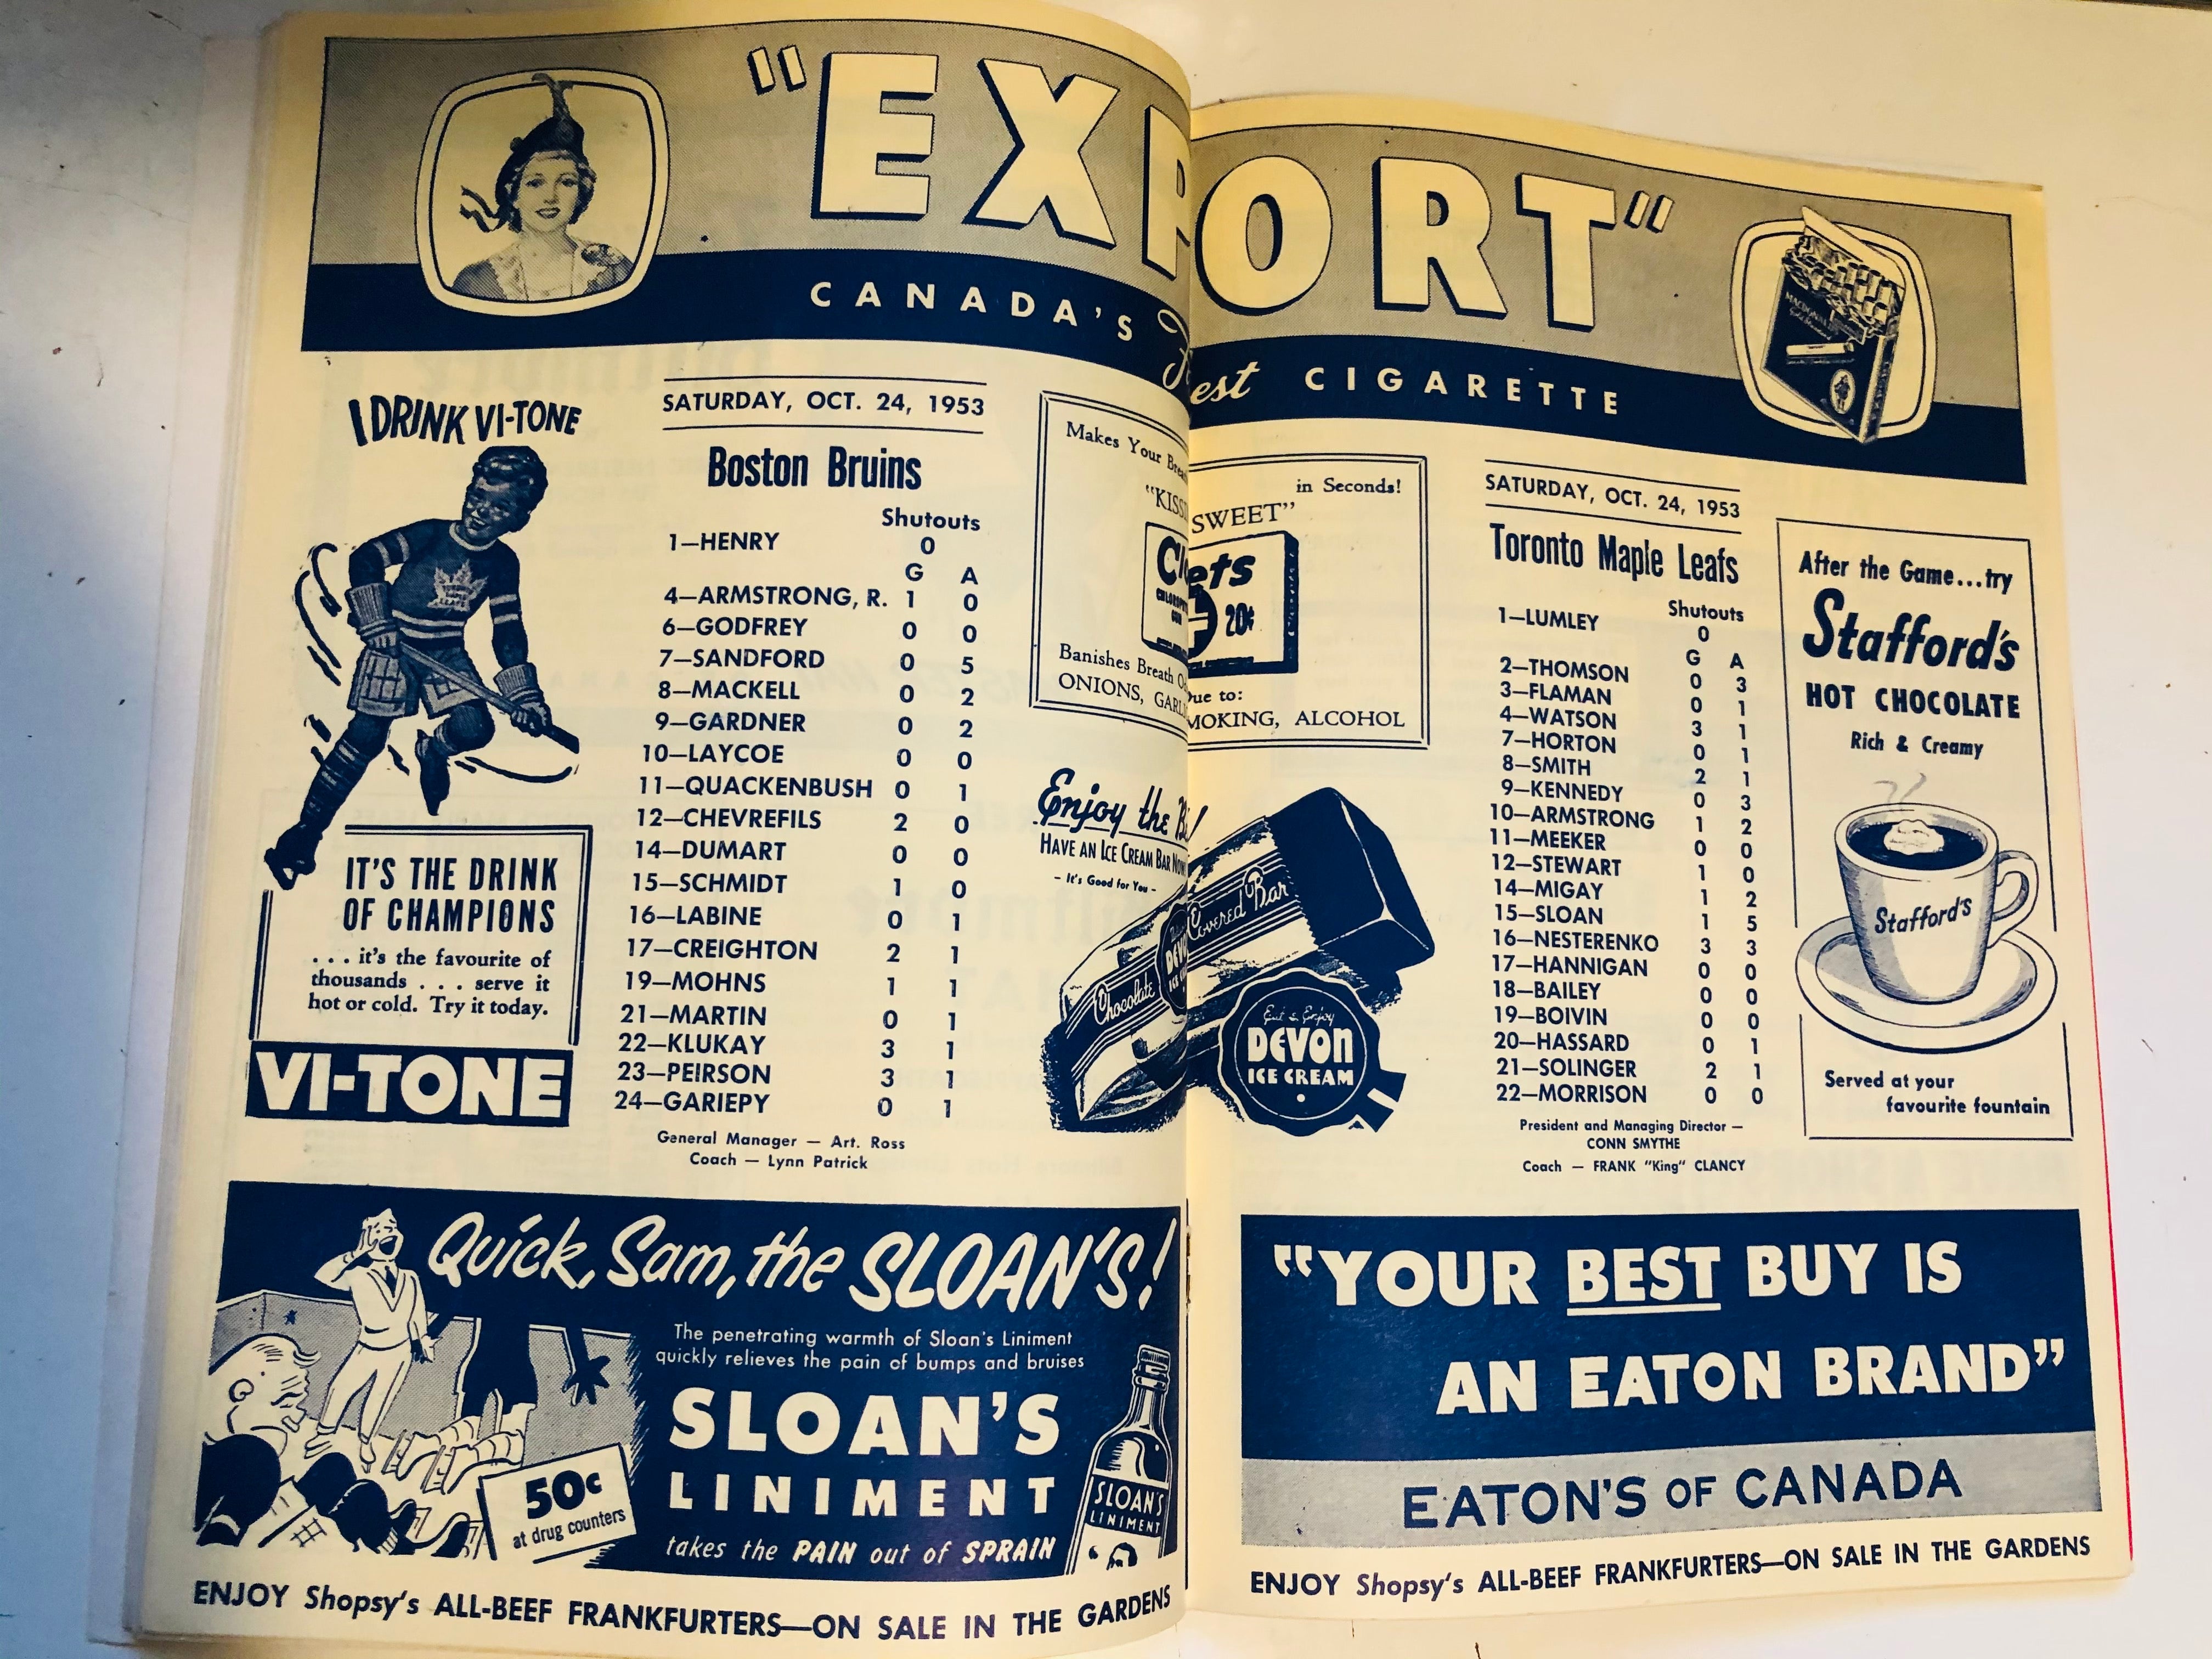 "EXPORT"
CANADA'S Finest CIGARETTE
I DRINK VI-TONE
IT'S THE DRINK
OF CHAMPIONS
. . . it's the favourite of
thousands . . . serve it
hot or cold. Try it today.
VI-TONE
SATURDAY, OCT. 24, 1953
Boston Bruins
Shutouts
1—HENRY 0
G A
4—ARMSTRONG, R. 1 0
6—GODFREY 0 0
7—SANDFORD 0 5
8—MACKELL 0 2
9—GARDNER 0 2
10—LAYCOE 0 0
11—QUACKENBUSH 0 1
12—CHEVREFILS 2 0
14—DUMART 0 0
15—SCHMIDT 1 0
16—LABINE 0 1
17—CREIGHTON 2 1
19—MOHNS 1 1
21—MARTIN 0 1
22—KLUKAY 3 1
23—PEIRSON 3 1
24—GARIEPY 0 1
General Manager — Art. Ross
Coach — Lynn Patrick
Makes Your Brea in Seconds!
"KISS SWEET"
Cl ets
20¢
Banishes Breath O ue to:
ONIONS, GARL MOKING, ALCOHOL
Enjoy the !
HAVE AN ICE CREAM BAR NOW
- It's Good for You -
Chocolate Covered Bar
DEVON
ICE CREAM
SATURDAY, OCT. 24, 1953
Toronto Maple Leafs
Shutouts
1—LUMLEY 0
G A
2—THOMSON 0 3
3—FLAMAN 0 1
4—WATSON 3 1
7—HORTON 0 1
8—SMITH 2 1
9—KENNEDY 0 3
10—ARMSTRONG 1 2
11—MEEKER 0 0
12—STEWART 1 0
14—MIGAY 1 2
15—SLOAN 1 5
16—NESTERENKO 3 3
17—HANNIGAN 0 0
18—BAILEY 0 0
19—BOIVIN 0 0
20—HASSARD 0 1
21—SOLINGER 2 1
22—MORRISON 0 0
President and Managing Director —
CONN SMYTHE
Coach — FRANK "King" CLANCY
After the Game...try
Stafford's
HOT CHOCOLATE
Rich & Creamy
Stafford's
Served at your
favourite fountain
Quick, Sam, the SLOAN'S!
The penetrating warmth of Sloan's Liniment
quickly relieves the pain of bumps and bruises
SLOAN'S
LINIMENT
takes the PAIN out of SPRAIN
50¢
at drug counters
SLOAN'S
LINIMENT
"YOUR BEST BUY IS
AN EATON BRAND"
EATON'S OF CANADA
ENJOY Shopsy's ALL-BEEF FRANKFURTERS—ON SALE IN THE GARDENS
ENJOY Shopsy's ALL-BEEF FRANKFURTERS—ON SALE IN THE GARDENS